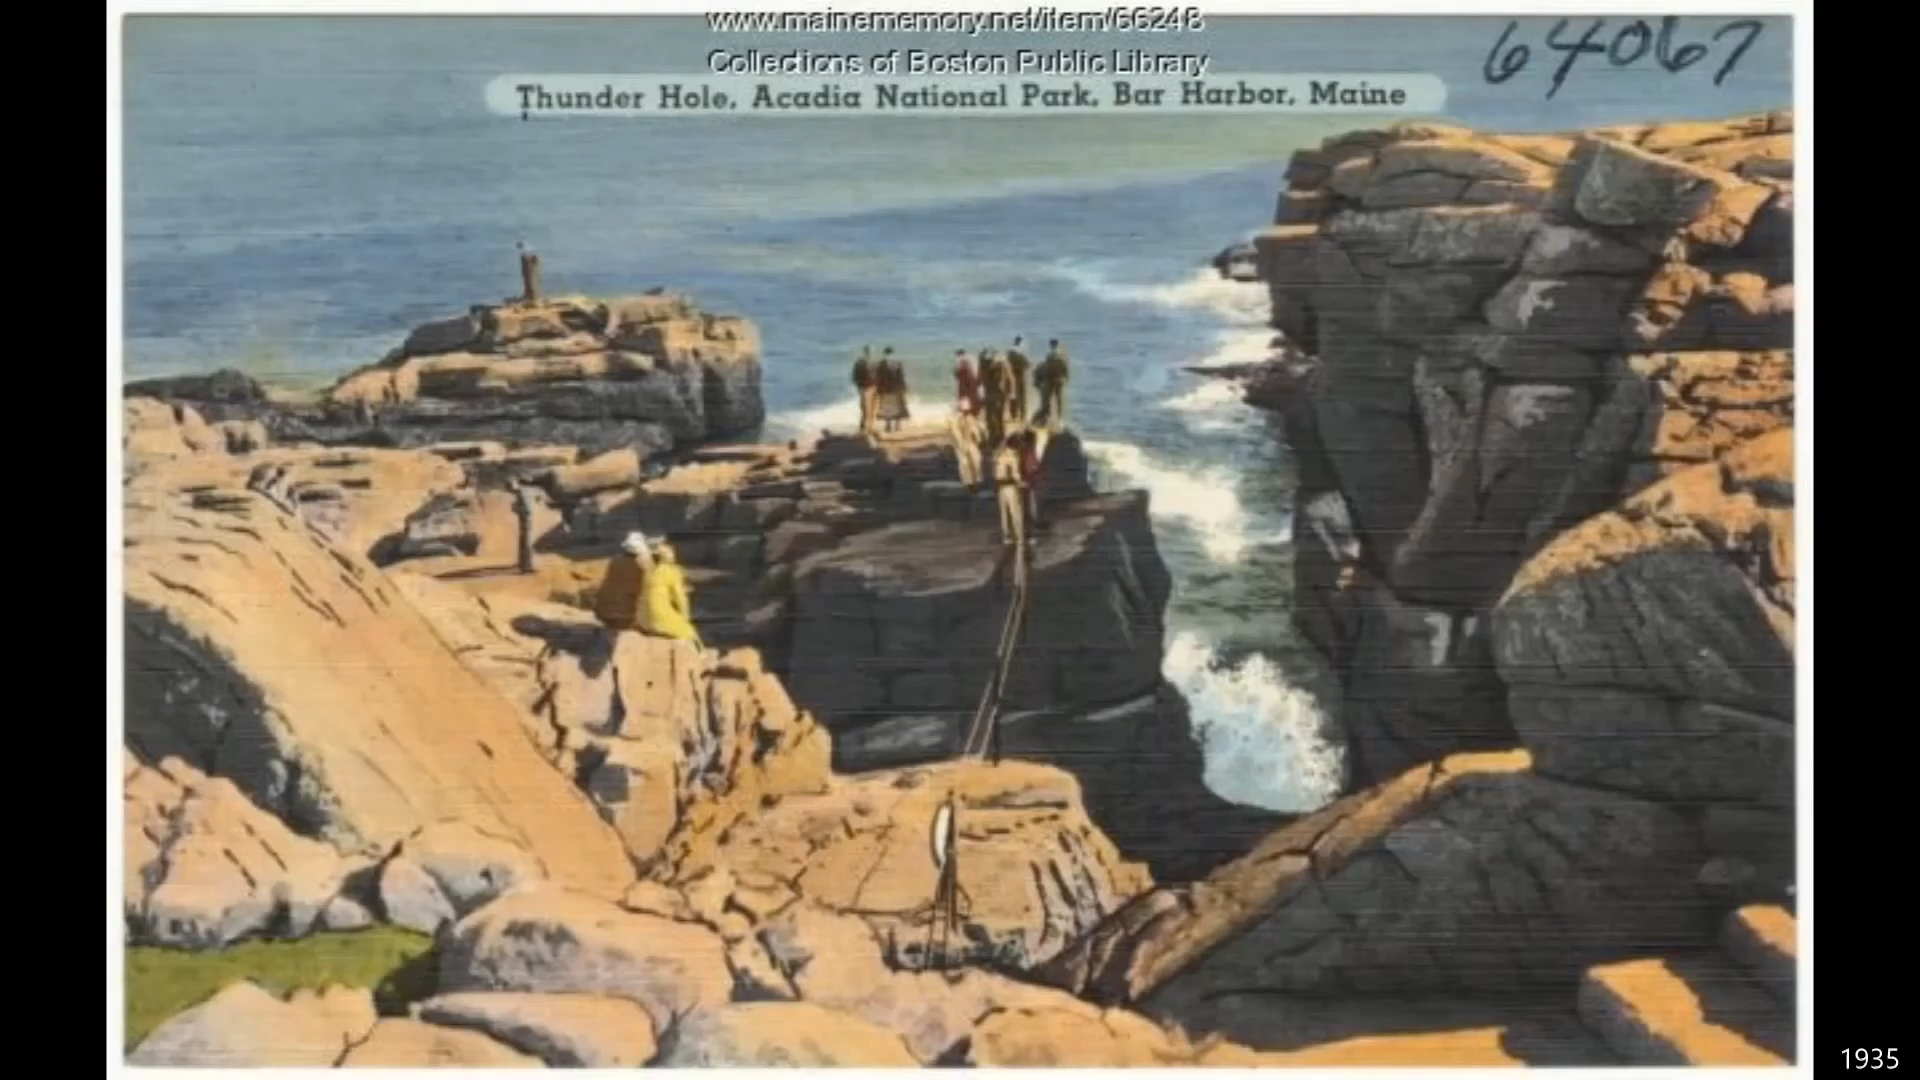 www.mainememory.net/item/66248
Collections of Boston Public Library
64067
Thunder Hole, Acadia National Park, Bar Harbor, Maine
1935